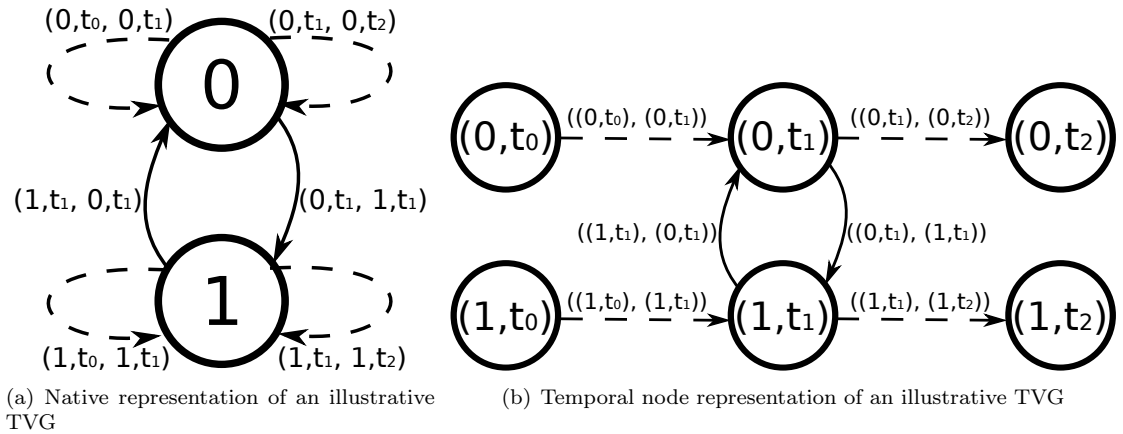 (0,t₀, 0,t₁) (0,t₁, 0,t₂)
0
(1,t₁, 0,t₁) (0,t₁, 1,t₁)
1
(1,t₀, 1,t₁) (1,t₁, 1,t₂)
(a) Native representation of an illustrative
TVG
(0,t₀) ((0,t₀), (0,t₁)) (0,t₁) ((0,t₁), (0,t₂)) (0,t₂)
((1,t₁), (0,t₁)) ((0,t₁), (1,t₁))
(1,t₀) ((1,t₀), (1,t₁)) (1,t₁) ((1,t₁), (1,t₂)) (1,t₂)
(b) Temporal node representation of an illustrative TVG